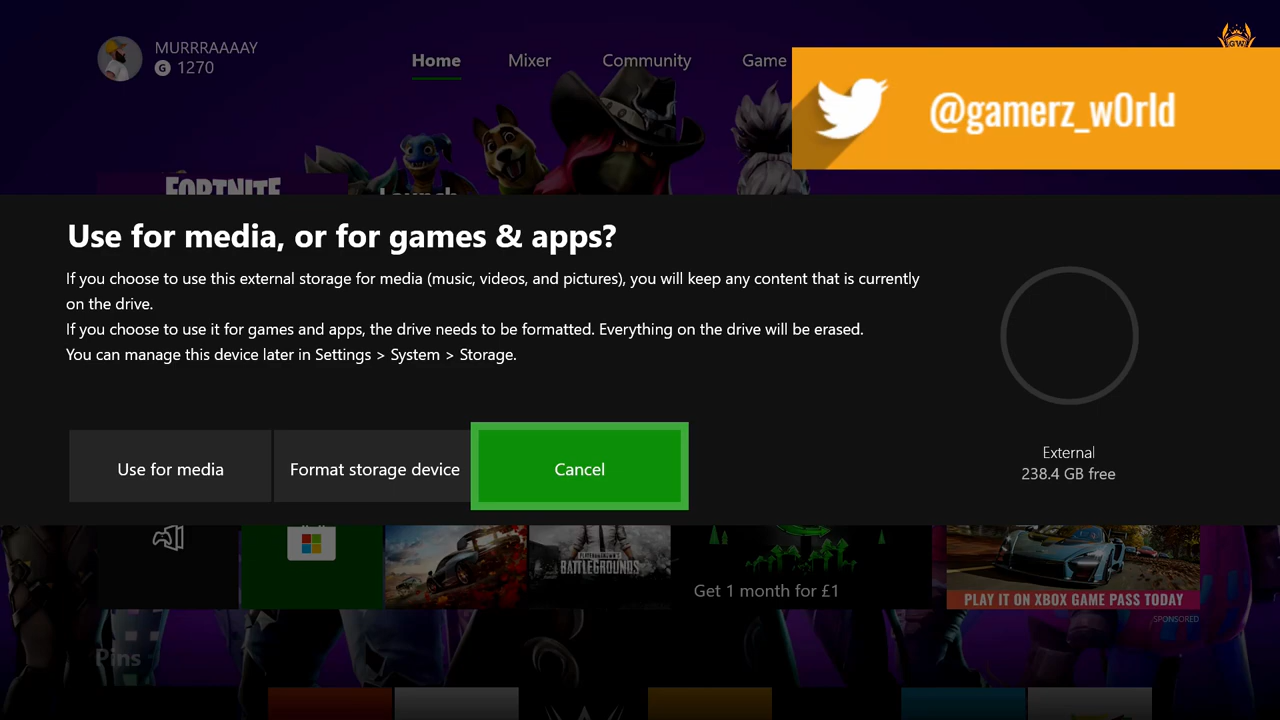 MURRRAAAAY
G 1270
Home Mixer Community Game
GW
@gamerz_w0rld
FORTNITE
Launch
Use for media, or for games & apps?
If you choose to use this external storage for media (music, videos, and pictures), you will keep any content that is currently
on the drive.
If you choose to use it for games and apps, the drive needs to be formatted. Everything on the drive will be erased.
You can manage this device later in Settings > System > Storage.
Use for media Format storage device Cancel
External
238.4 GB free
PLAYERUNKNOWN'S
BATTLEGROUNDS
Get 1 month for £1
PLAY IT ON XBOX GAME PASS TODAY
SPONSORED
Pins